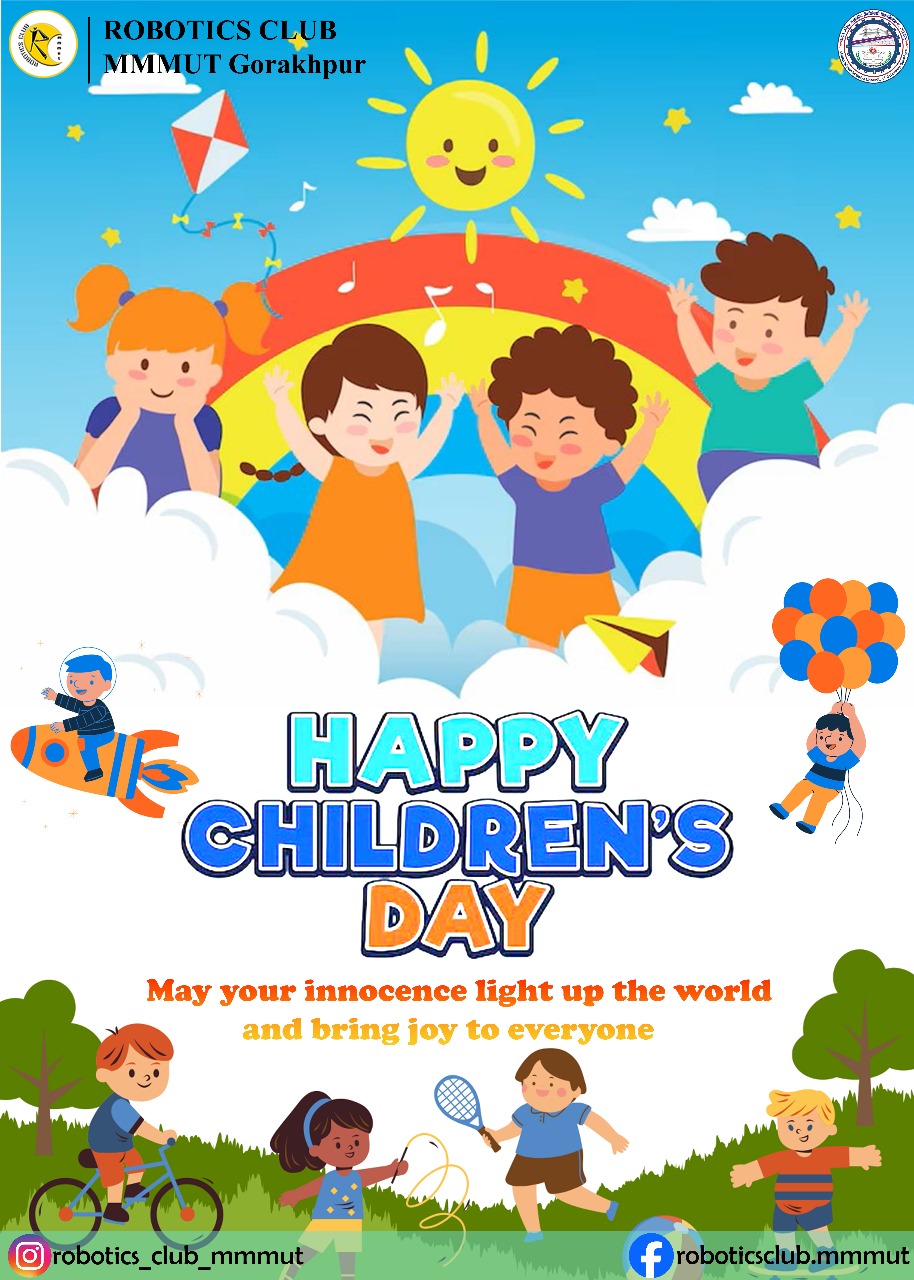 ROBOTICS CLUB
MMMUT Gorakhpur
HAPPY
CHILDREN'S
DAY
May your innocence light up the world
and bring joy to everyone
robotics_club_mmmut
roboticsclub.mmmut